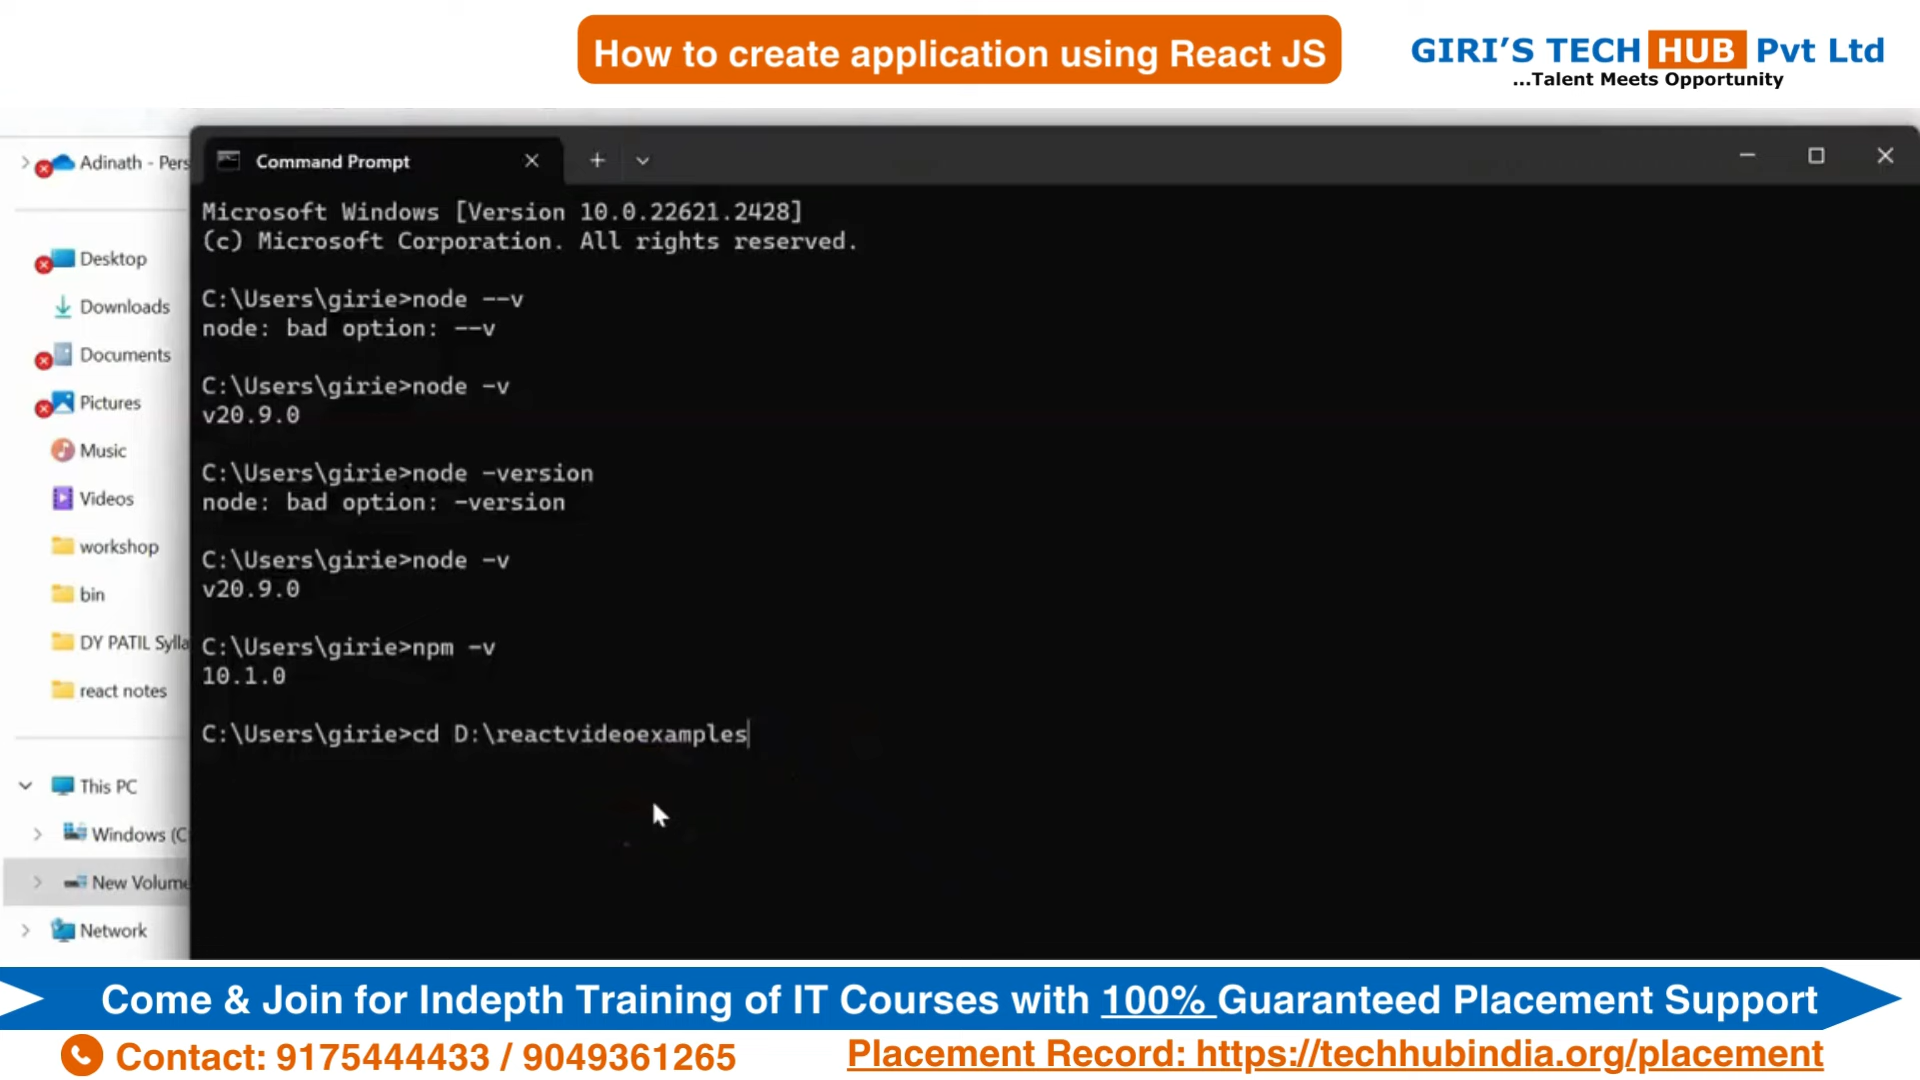 How to create application using React JS
GIRI'S TECH HUB Pvt Ltd
...Talent Meets Opportunity
Adinath - Pers
Desktop
Downloads
Documents
Pictures
Music
Videos
workshop
bin
DY PATIL Sylla
react notes
This PC
Windows (C
New Volume
Network
Command Prompt
Microsoft Windows [Version 10.0.22621.2428]
(c) Microsoft Corporation. All rights reserved.
C:\Users\girie>node --v
node: bad option: --v
C:\Users\girie>node -v
v20.9.0
C:\Users\girie>node -version
node: bad option: -version
C:\Users\girie>node -v
v20.9.0
C:\Users\girie>npm -v
10.1.0
C:\Users\girie>cd D:\reactvideoexamples
Come & Join for Indepth Training of IT Courses with 100% Guaranteed Placement Support
Contact: 9175444433 / 9049361265
Placement Record: https://techhubindia.org/placement